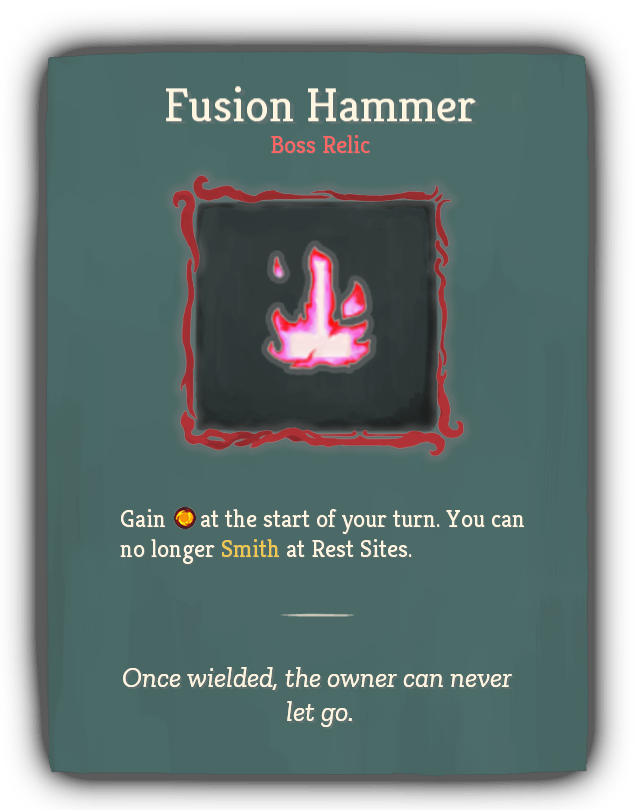 Fusion Hammer
Boss Relic
Gain at the start of your turn. You can
no longer Smith at Rest Sites.
Once wielded, the owner can never
let go.